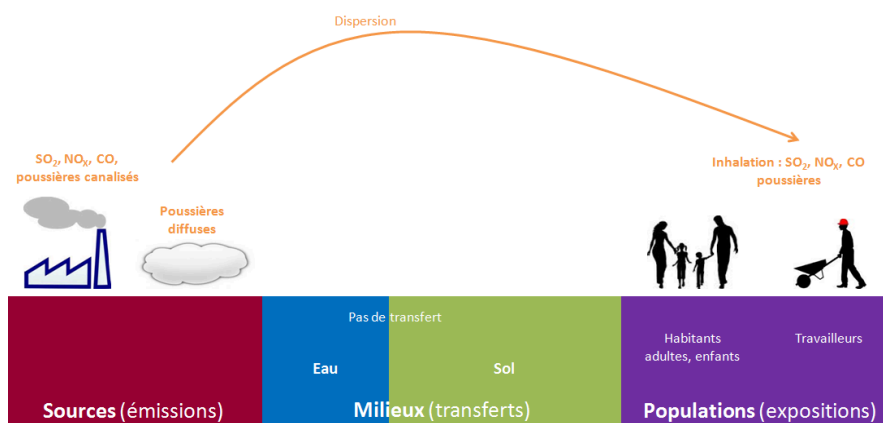 Dispersion
SO₂, NOₓ, CO,
poussières canalisés
Poussières
diffuses
Inhalation : SO₂, NOₓ, CO
poussières
Pas de transfert
Eau
Sol
Habitants
adultes, enfants
Travailleurs
Sources (émissions)
Milieux (transferts)
Populations (expositions)